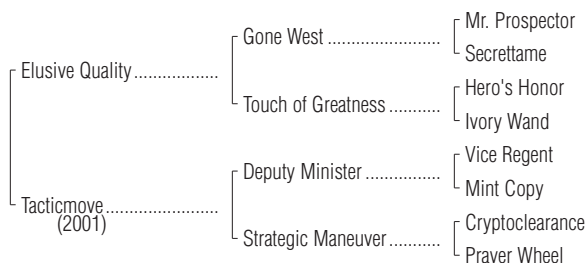 Mr. Prospector
Gone West
Secrettame
Elusive Quality
Hero's Honor
Touch of Greatness
Ivory Wand
Vice Regent
Deputy Minister
Mint Copy
Tacticmove
(2001)
Cryptoclearance
Strategic Maneuver
Prayer Wheel